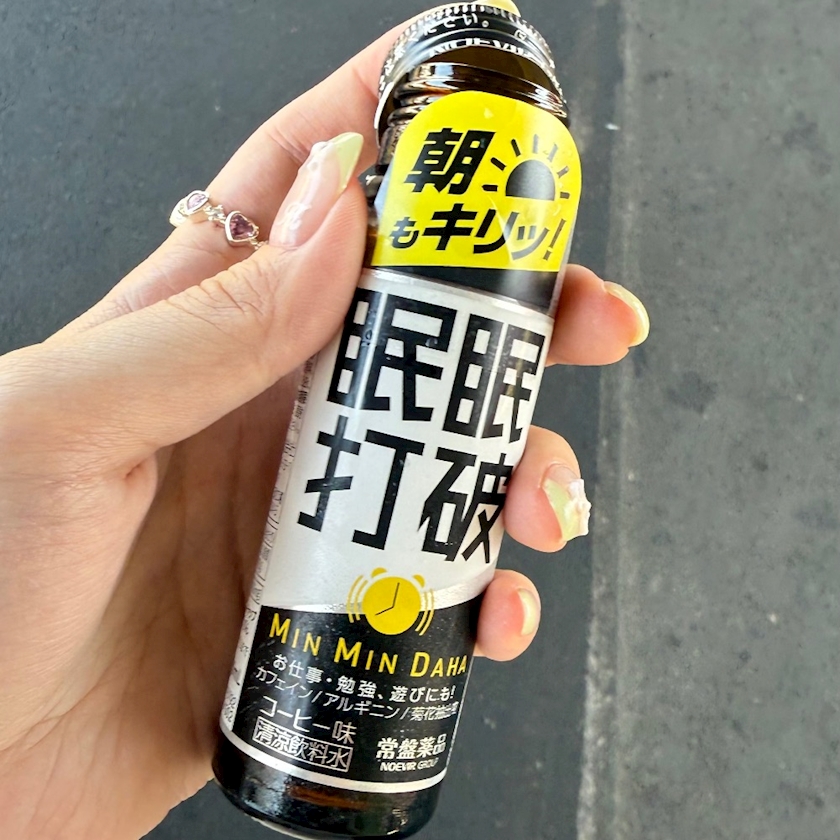 NOEVIR
朝
もキリッ!
眠眠
打破
MIN MIN DAHA
お仕事・勉強、遊びにも!
カフェイン/アルギニン/菊花抽出
コーヒー味
清涼飲料水
常盤薬品
NOEVIR GROUP